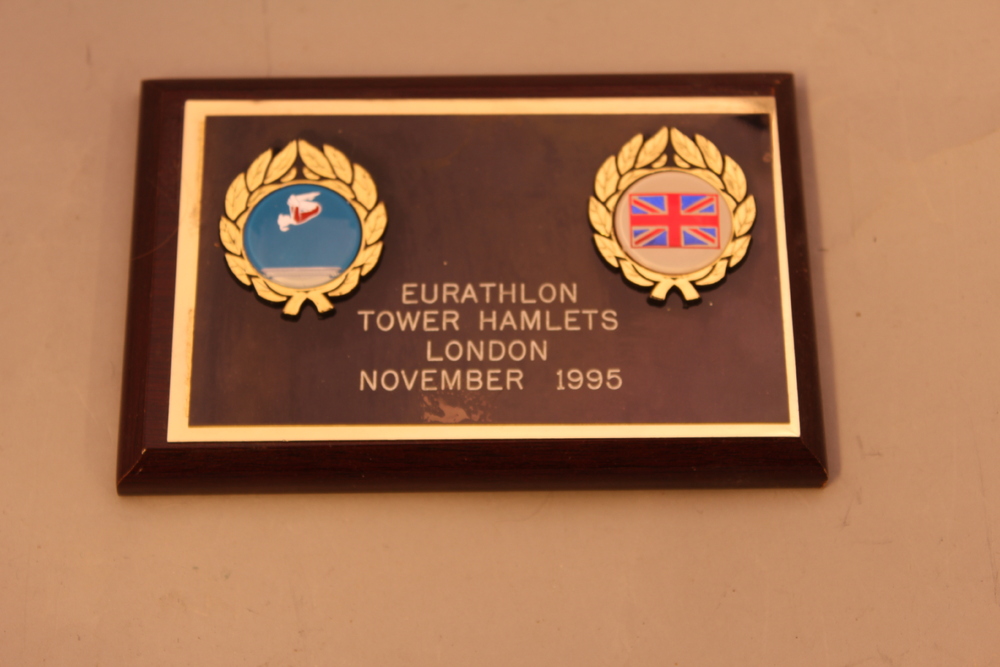 EURATHLON
TOWER HAMLETS
LONDON
NOVEMBER 1995